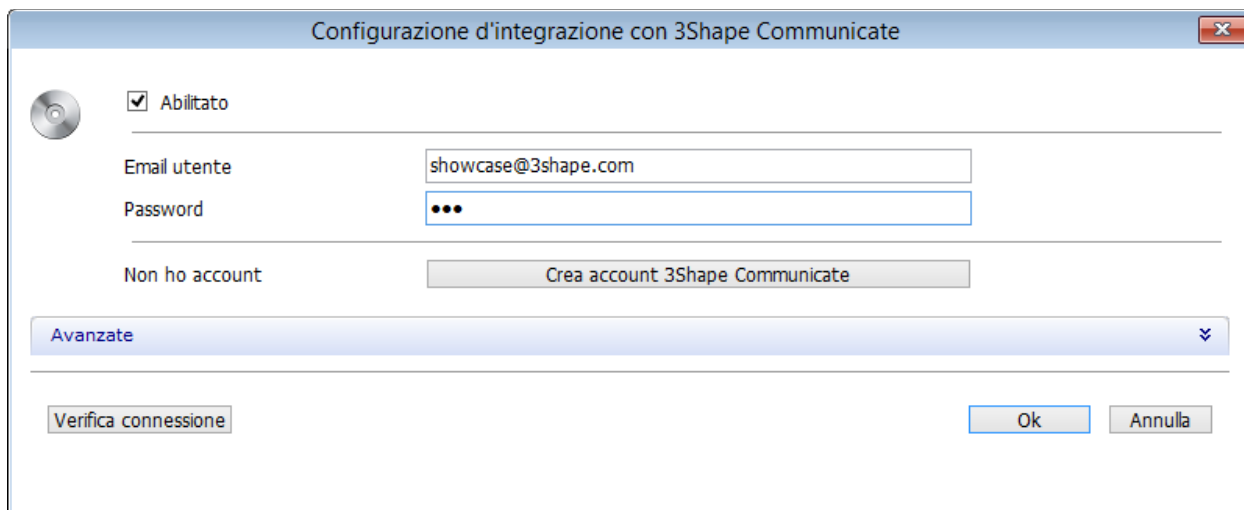 Configurazione d'integrazione con 3Shape Communicate
Abilitato
Email utente showcase@3shape.com
Password •••
Non ho account Crea account 3Shape Communicate
Avanzate
Verifica connessione Ok Annulla